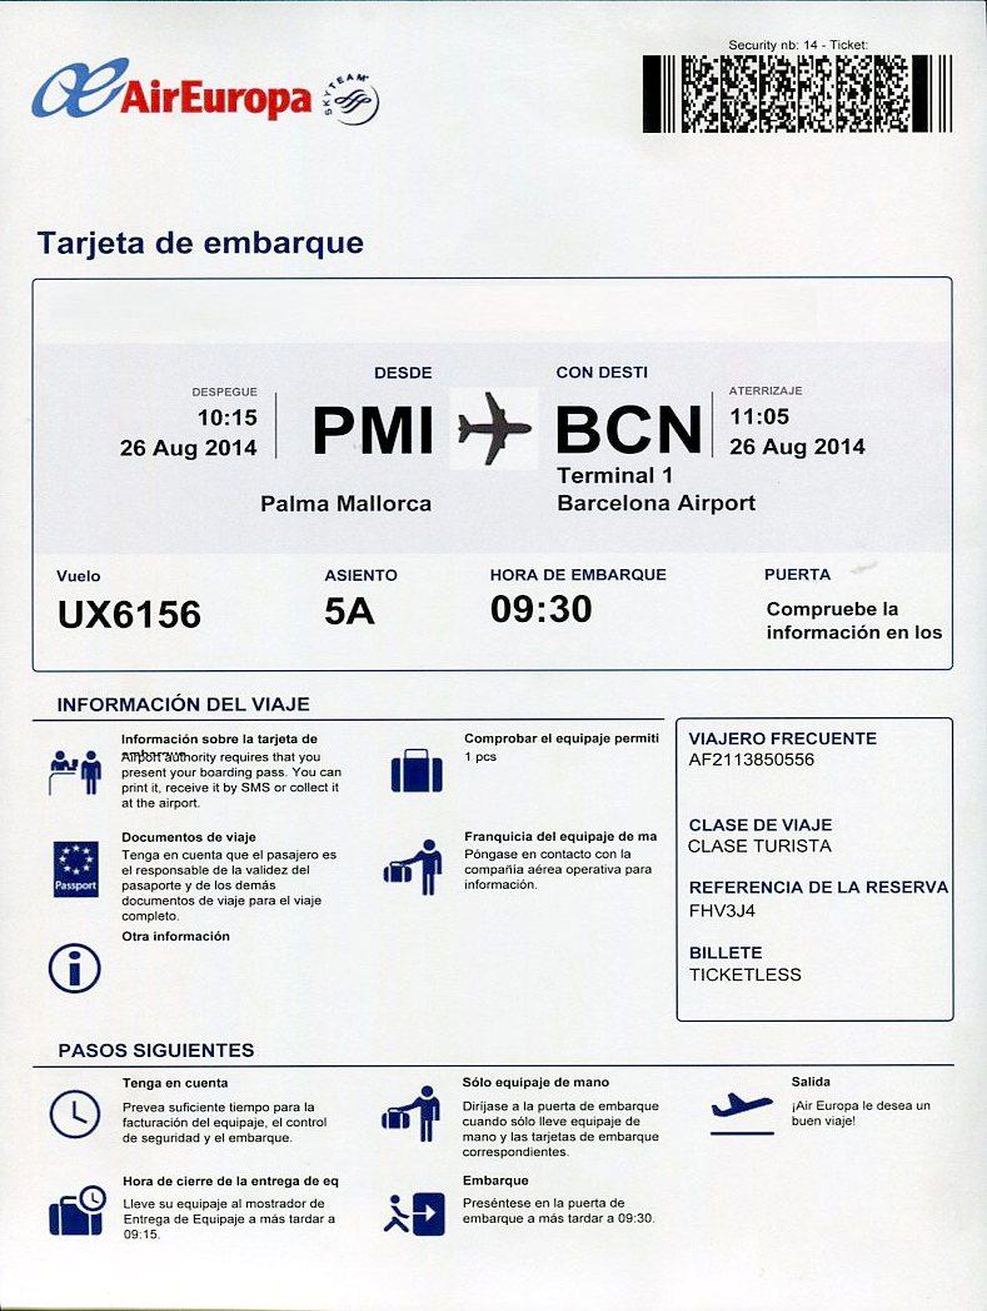 Security nb: 14 - Ticket:
AirEuropa
SKYTEAM
Tarjeta de embarque
DESDE
CON DESTI
DESPEGUE
ATERRIZAJE
10:15
PMI
BCN
11:05
26 Aug 2014
26 Aug 2014
Terminal 1
Palma Mallorca
Barcelona Airport
Vuelo
ASIENTO
HORA DE EMBARQUE
PUERTA
UX6156
5A
09:30
Compruebe la
información en los
INFORMACIÓN DEL VIAJE
Información sobre la tarjeta de
embarque
Airport authority requires that you
present your boarding pass. You can
print it, receive it by SMS or collect it
at the airport.
Comprobar el equipaje permiti
1 pcs
Passport
Documentos de viaje
Tenga en cuenta que el pasajero es
el responsable de la validez del
pasaporte y de los demás
documentos de viaje para el viaje
completo.
Franquicia del equipaje de ma
Póngase en contacto con la
compañia aérea operativa para
información.
Otra información
VIAJERO FRECUENTE
AF2113850556
CLASE DE VIAJE
CLASE TURISTA
REFERENCIA DE LA RESERVA
FHV3J4
BILLETE
TICKETLESS
PASOS SIGUIENTES
Tenga en cuenta
Prevea suficiente tiempo para la
facturación del equipaje, el control
de seguridad y el embarque.
Sólo equipaje de mano
Diríjase a la puerta de embarque
cuando sólo lleve equipaje de
mano y las tarjetas de embarque
correspondientes.
Salida
¡Air Europa le desea un
buen viaje!
Hora de cierre de la entrega de eq
Lleve su equipaje al mostrador de
Entrega de Equipaje a más tardar a
09:15.
Embarque
Preséntese en la puerta de
embarque a más tardar a 09:30.